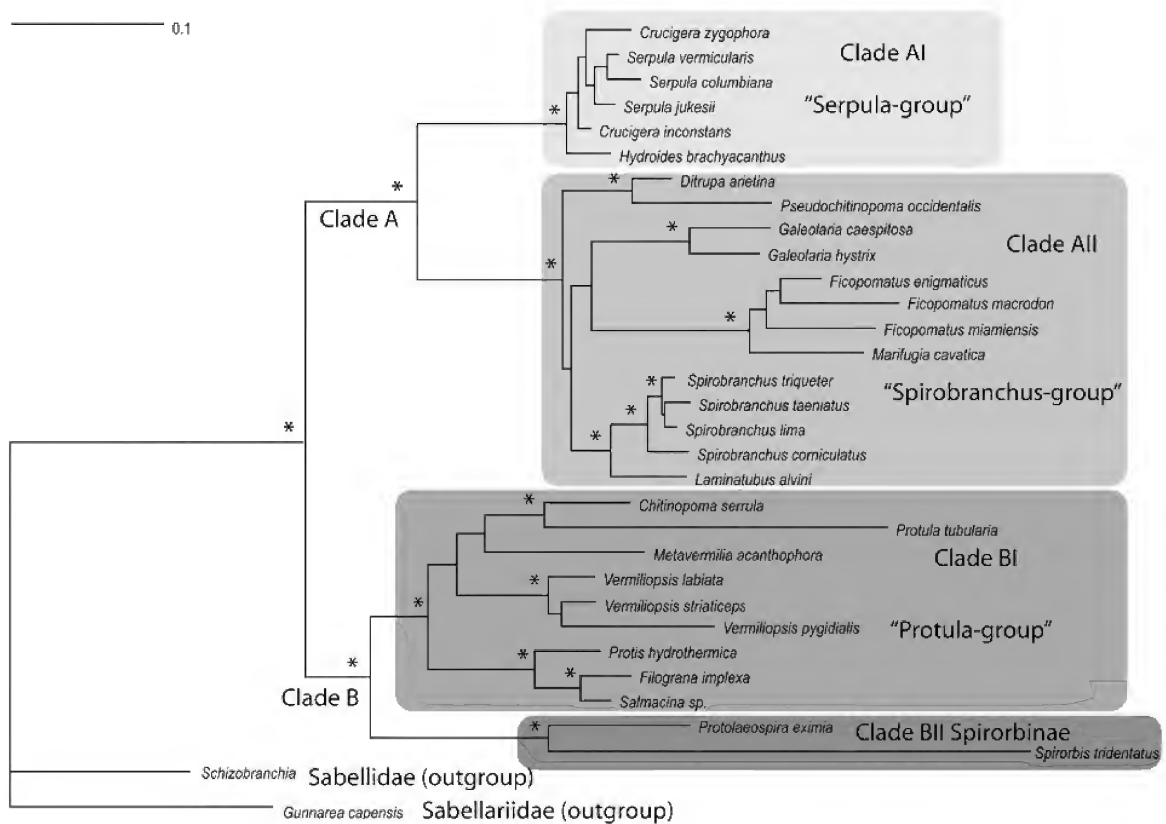 0.1
Crucigera zygophora
Serpula vermicularis
Clade AI
Serpula columbiana
Serpula jukesii
"Serpula-group"
*
Crucigera inconstans
Hydroides brachyacanthus
*
Ditrupa arietina
*
Clade A
Pseudochitinopoma occidentalis
*
Galeolaria caespitosa
Clade AII
Galeolaria hystrix
*
Ficopomatus enigmaticus
Ficopomatus macrodon
*
Ficopomatus miamiensis
Marifugia cavatica
*
Spirobranchus triqueter
"Spirobranchus-group"
*
Spirobranchus taeniatus
*
Spirobranchus lima
*
Spirobranchus corniculatus
Laminatubus alvini
*
Chitinopoma serrula
Protula tubularia
Metavermilia acanthophora
Clade BI
*
Vermiliopsis labiata
*
Vermiliopsis striaticeps
Vermiliopsis pygidialis
"Protula-group"
*
Protis hydrothermica
*
*
Filograna implexa
Clade B
Salmacina sp.
*
Protolaeospira eximia
Clade BII Spirorbinae
Spirorbis tridentatus
Schizobranchia
Sabellidae (outgroup)
Gunnarea capensis
Sabellariidae (outgroup)